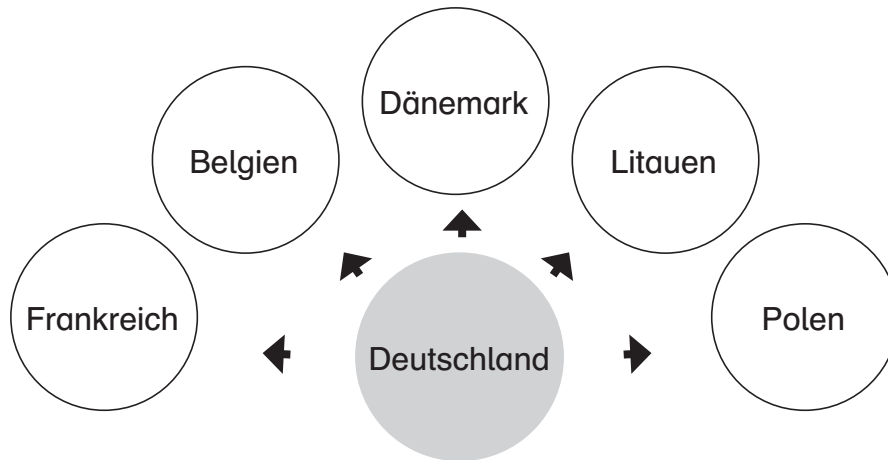 Dänemark
Belgien
Litauen
Frankreich
Polen
Deutschland